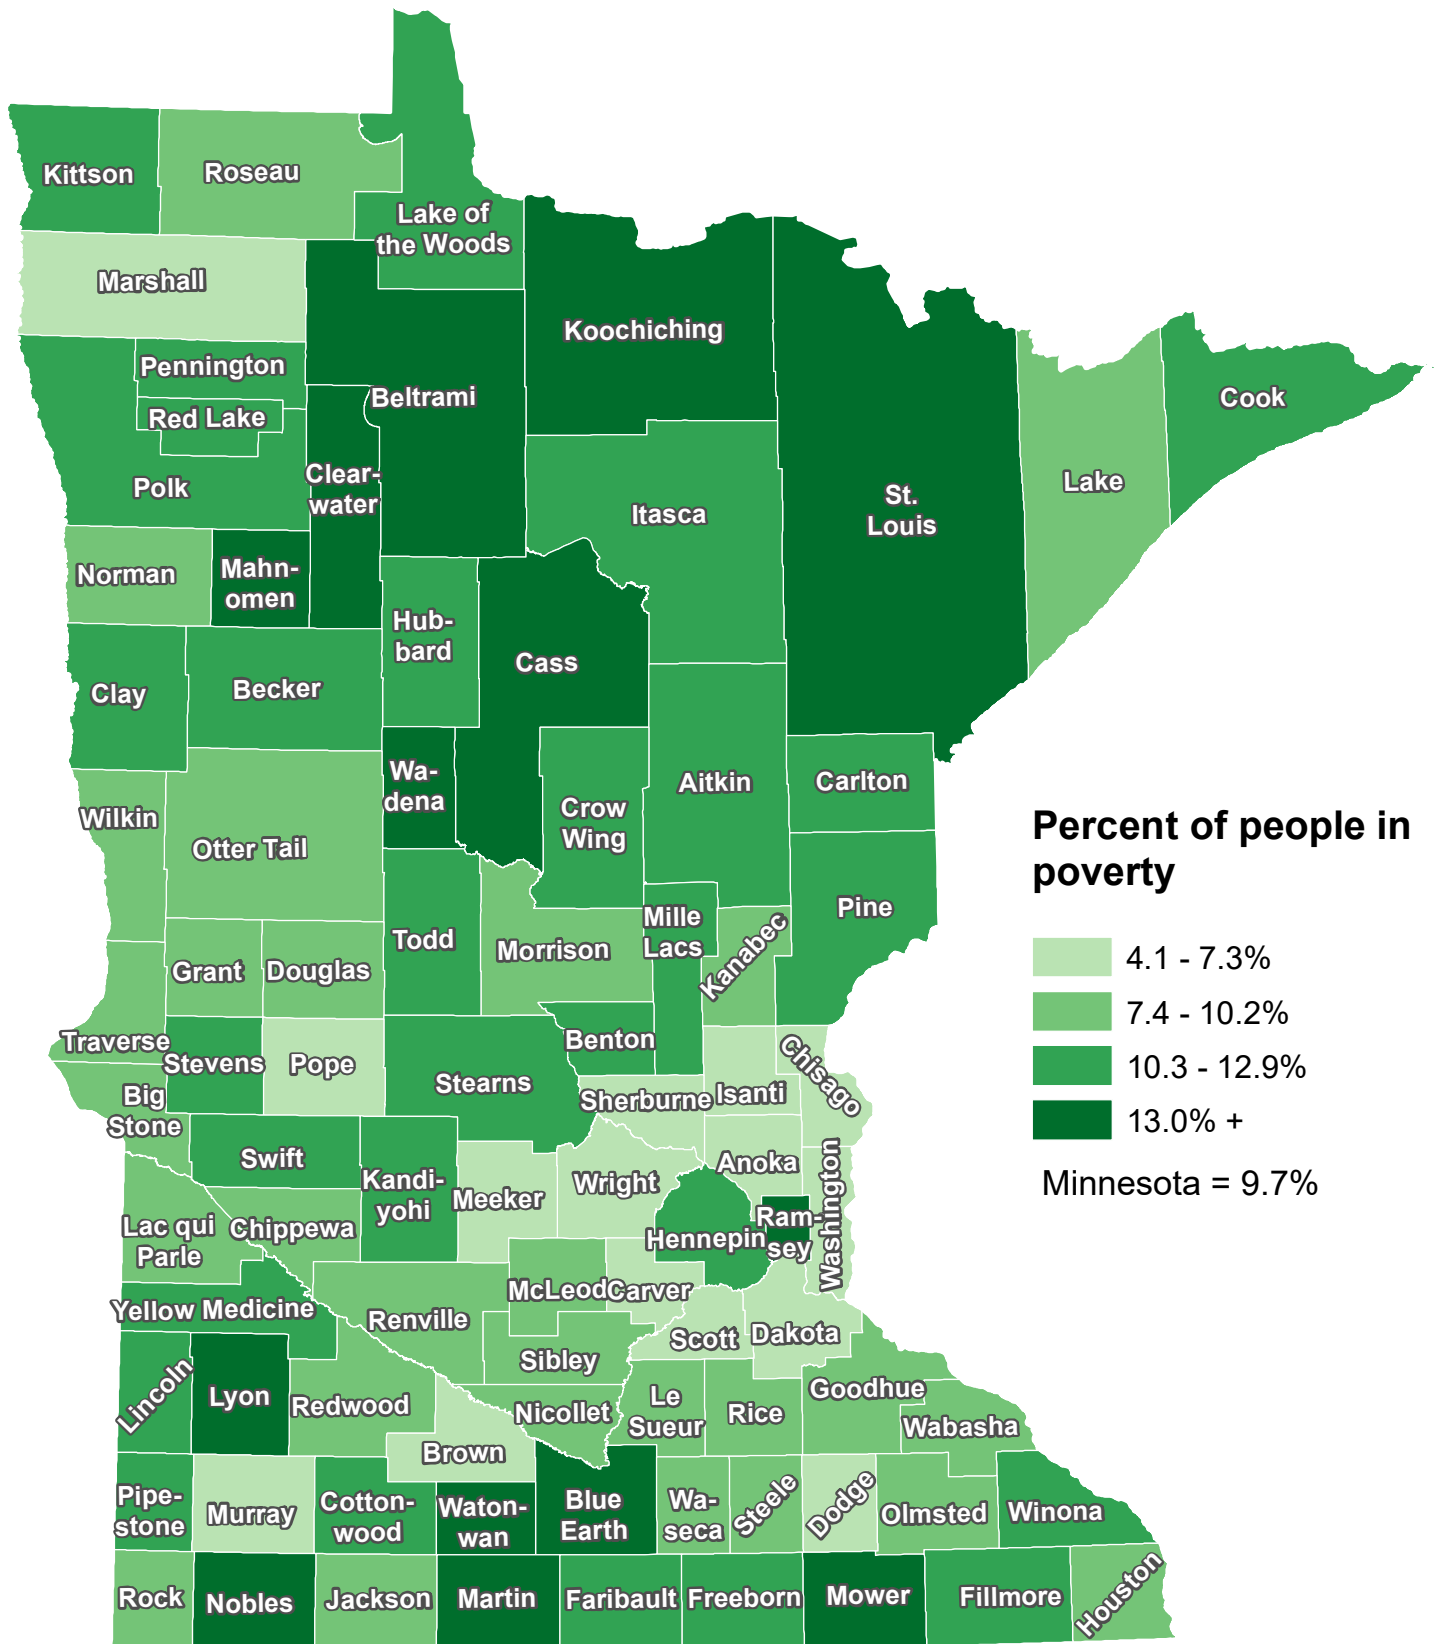 Kittson
Roseau
Lake of
the Woods
Marshall
Koochiching
Pennington
Beltrami
Cook
Red Lake
Clear-
water
Polk
Lake
St.
Louis
Itasca
Norman
Mahn-
omen
Hub-
bard
Cass
Clay
Becker
Wa-
dena
Aitkin
Carlton
Wilkin
Crow
Wing
Otter Tail
Percent of people in
poverty
4.1 - 7.3%
7.4 - 10.2%
10.3 - 12.9%
13.0% +
Minnesota = 9.7%
Pine
Mille
Lacs
Todd
Morrison
Kanabec
Grant
Douglas
Traverse
Stevens
Pope
Benton
Stearns
Chisago
Big
Stone
Sherburne
Isanti
Swift
Anoka
Kandi-
yohi
Meeker
Wright
Washington
Lac qui
Parle
Chippewa
Hennepin
Ram-
sey
McLeod
Carver
Yellow Medicine
Renville
Scott
Dakota
Sibley
Lincoln
Lyon
Redwood
Nicollet
Le
Sueur
Rice
Goodhue
Wabasha
Brown
Pipe-
stone
Murray
Cotton-
wood
Waton-
wan
Blue
Earth
Wa-
seca
Steele
Dodge
Olmsted
Winona
Rock
Nobles
Jackson
Martin
Faribault
Freeborn
Mower
Fillmore
Houston